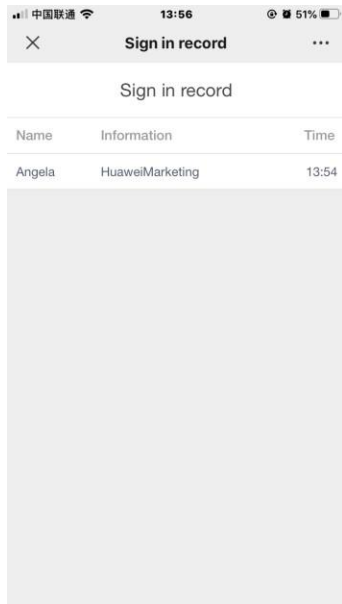 中国联通 13:56 51%
Sign in record
Sign in record
Name Information Time
Angela HuaweiMarketing 13:54